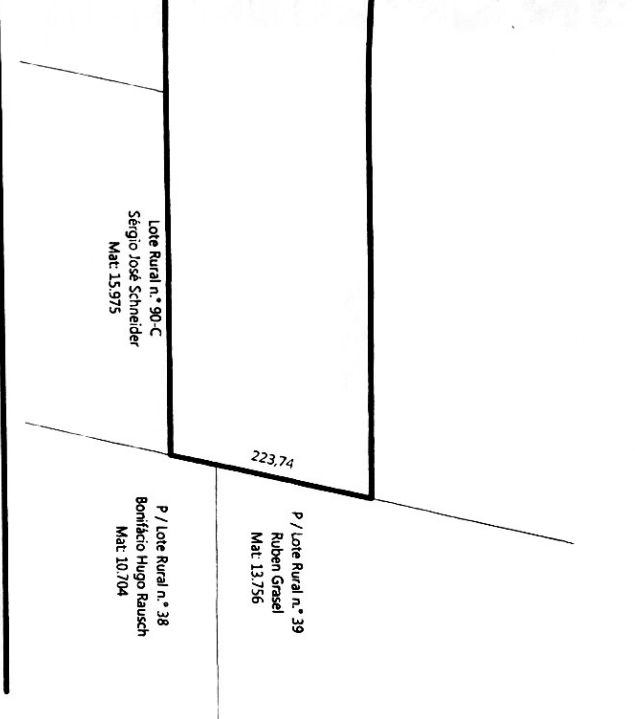 Lote Rural n.° 90-C
Sérgio José Schneider
Mat: 15.975
223,74
P / Lote Rural n.° 39
Ruben Grasel
Mat: 13.756
P / Lote Rural n.° 38
Bonifácio Hugo Rausch
Mat: 10.704